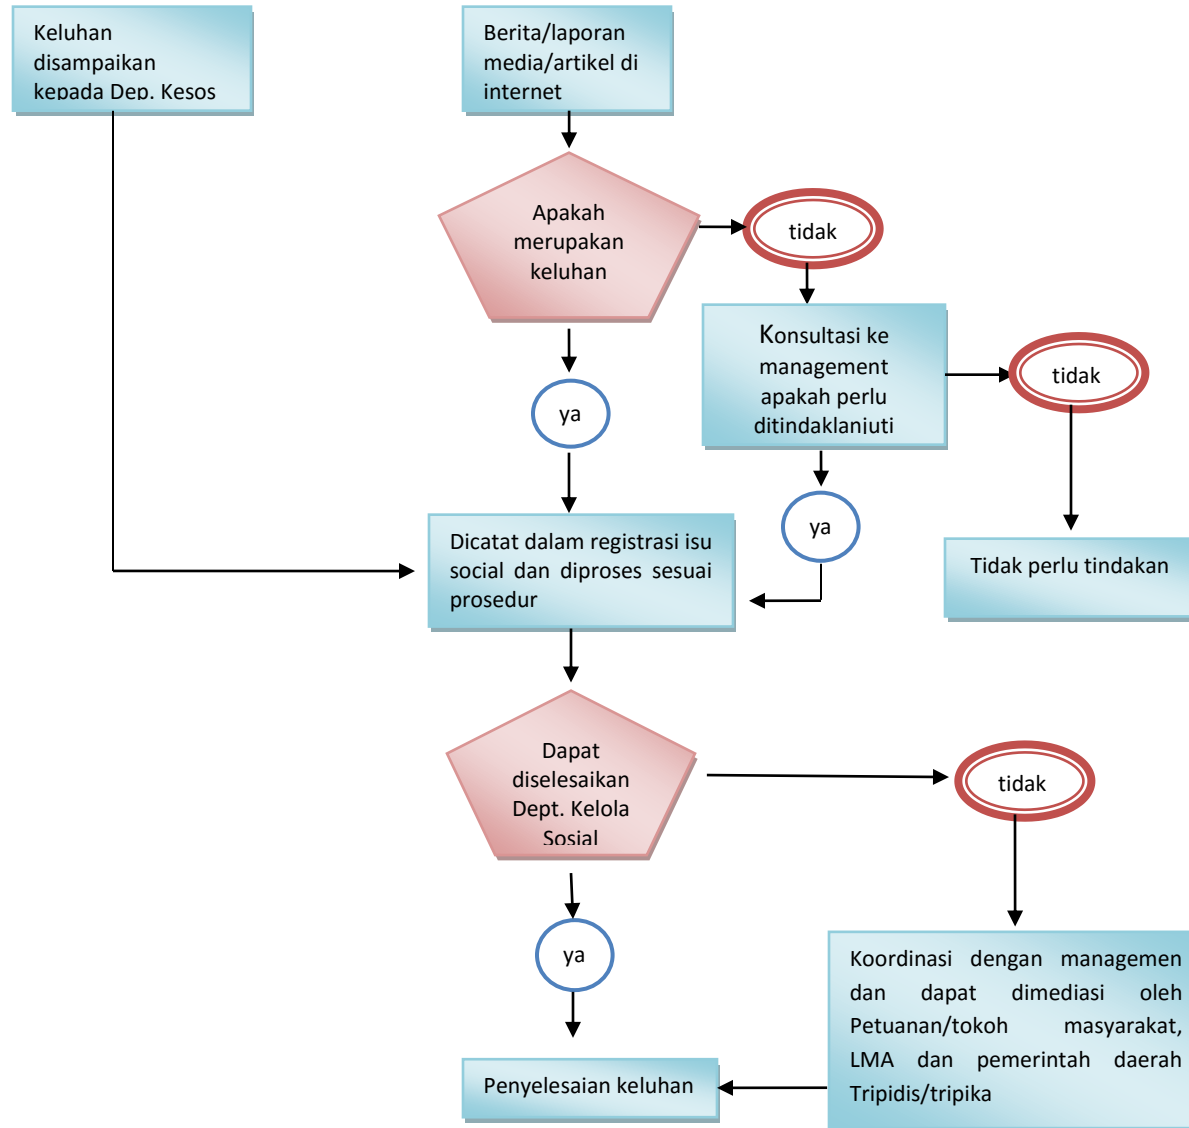 Keluhan
disampaikan
kepada Dep. Kesos
Berita/laporan
media/artikel di
internet
Apakah
merupakan
keluhan
tidak
Konsultasi ke
management
apakah perlu
ditindaklanjuti
tidak
ya
ya
Dicatat dalam registrasi isu
social dan diproses sesuai
prosedur
Tidak perlu tindakan
Dapat
diselesaikan
Dept. Kelola
Sosial
tidak
ya
Koordinasi dengan managemen
dan dapat dimediasi oleh
Petuanan/tokoh masyarakat,
LMA dan pemerintah daerah
Tripidis/tripika
Penyelesaian keluhan